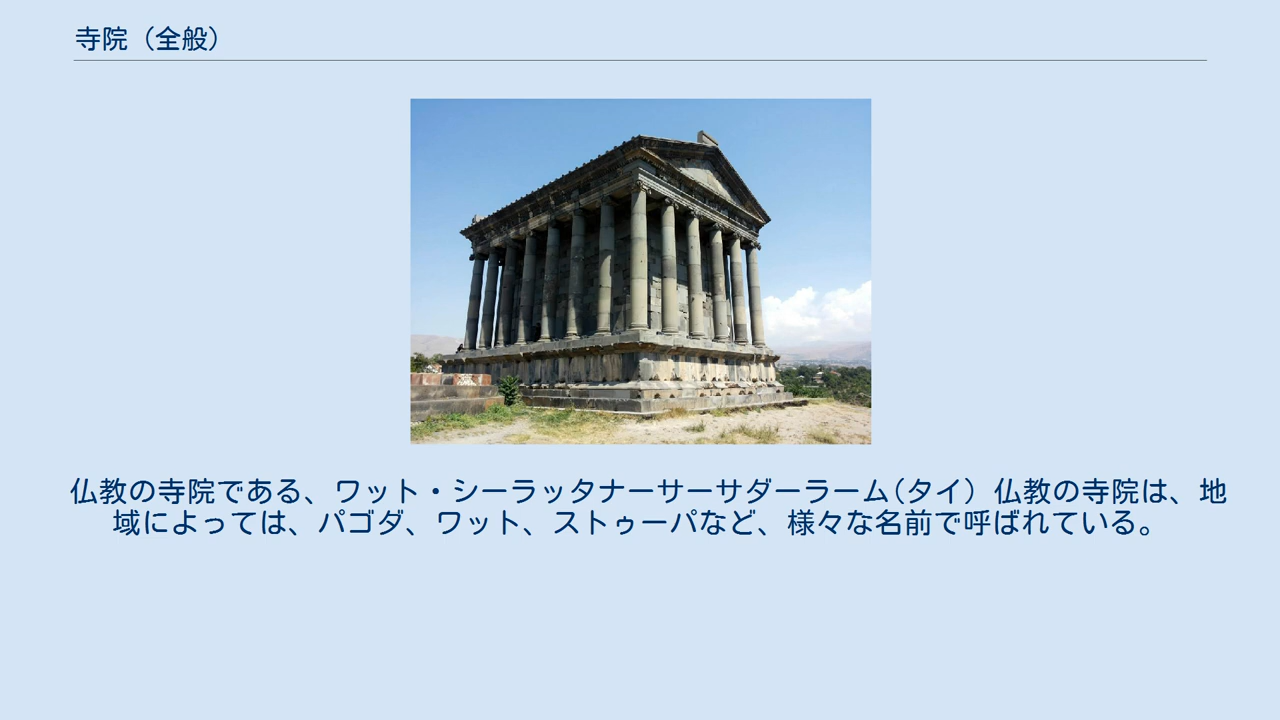 寺院（全般）
仏教の寺院である、ワット・シーラッタナーサーサダーラーム(タイ）仏教の寺院は、地
域によっては、パゴダ、ワット、ストゥーパなど、様々な名前で呼ばれている。